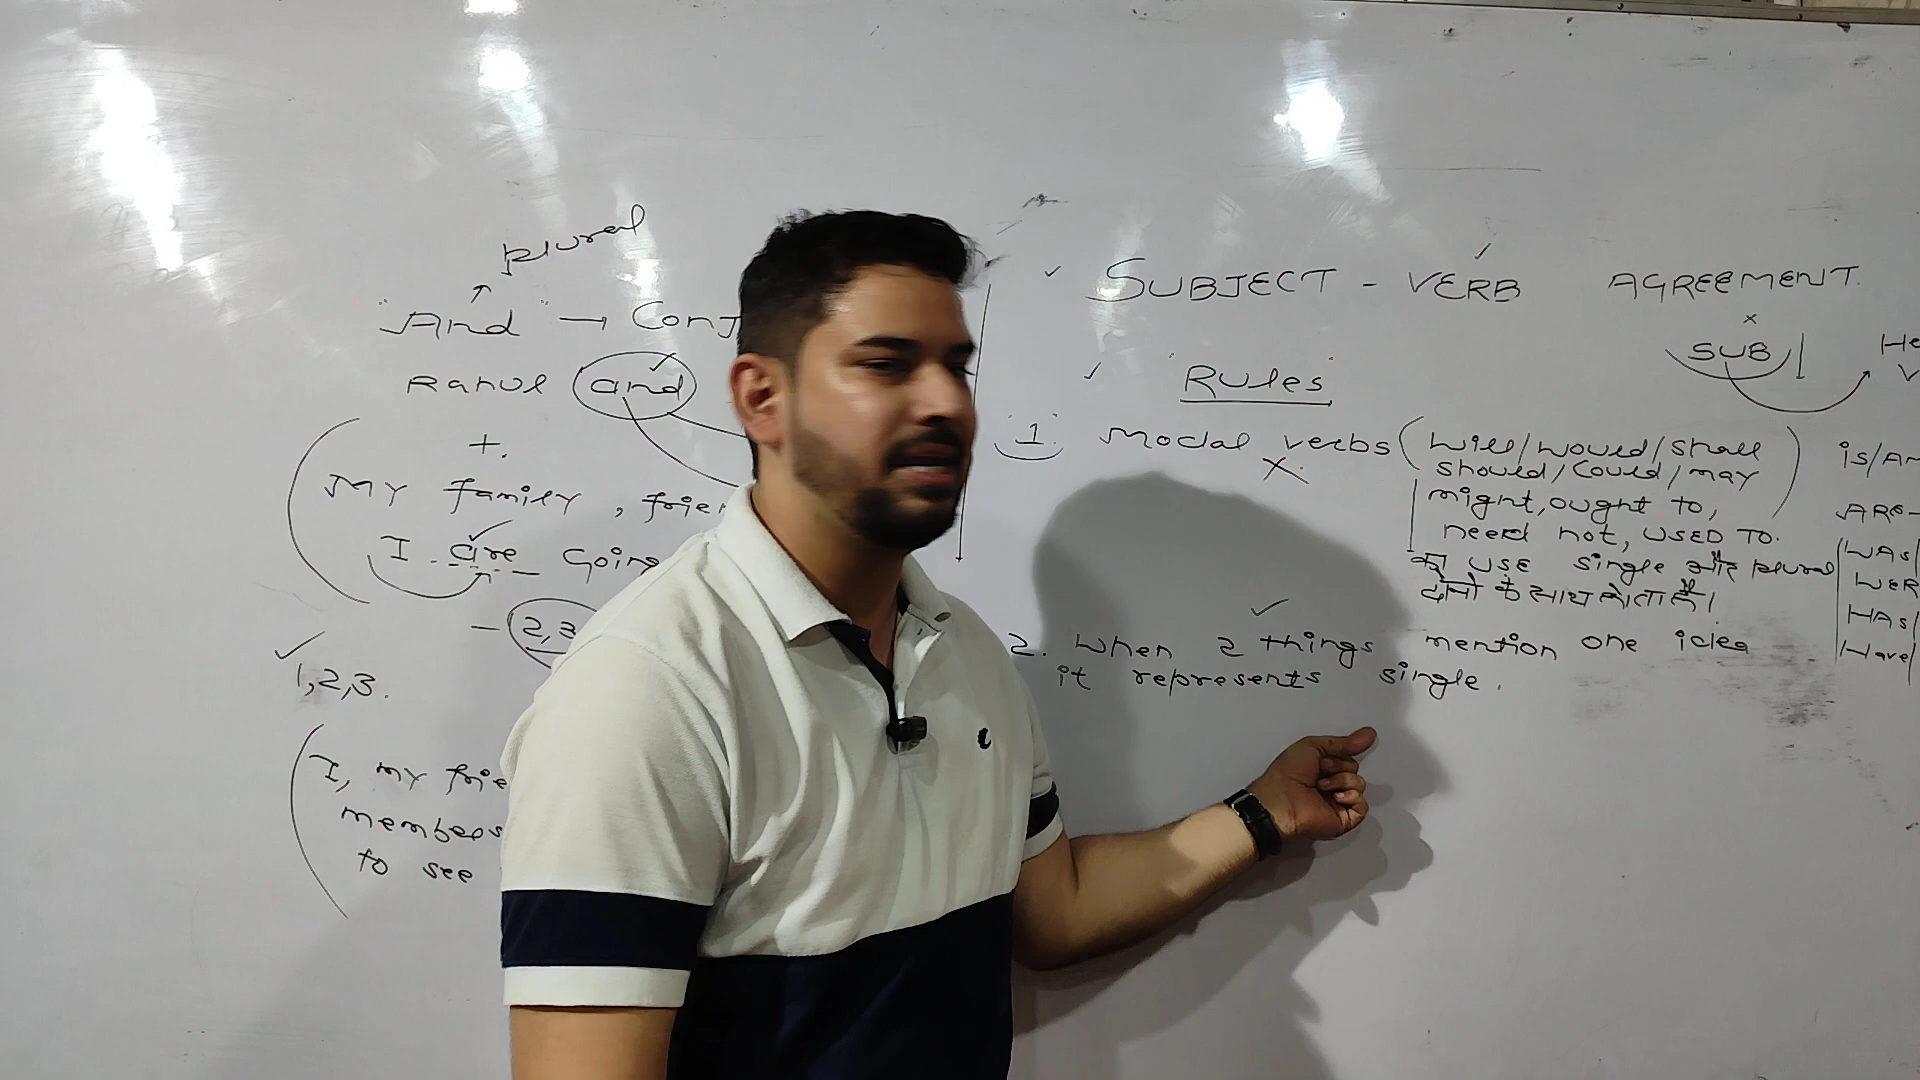 plural
"And" → Conj
Rahul and
+.
My family, frie
I are Going
- 2,3
1,2,3.
I, my frie
members
to see
SUBJECT - VERB AGREEMENT.
SUB
He
"Rules"
1. Modal verbs (will/would/shall
should/could/may
might, ought to,
need not, USED TO.
का USE single और plural
दोनों के साथ होता है।
2. When 2 things mention one idea
it represents single.
is/Am
ARE-
WAS/
WER
HAS/
Have/